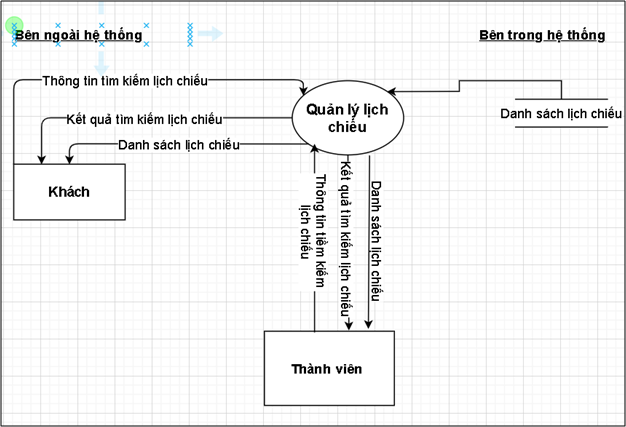 Bên ngoài hệ thống
Bên trong hệ thống
Thông tin tìm kiếm lịch chiếu
Quản lý lịch
chiếu
Danh sách lịch chiếu
Kết quả tìm kiếm lịch chiếu
Danh sách lịch chiếu
Khách
Thông tin tiềm kiếm
lịch chiếu
Kết quả tìm kiếm lịch chiếu
Danh sách lịch chiếu
Thành viên